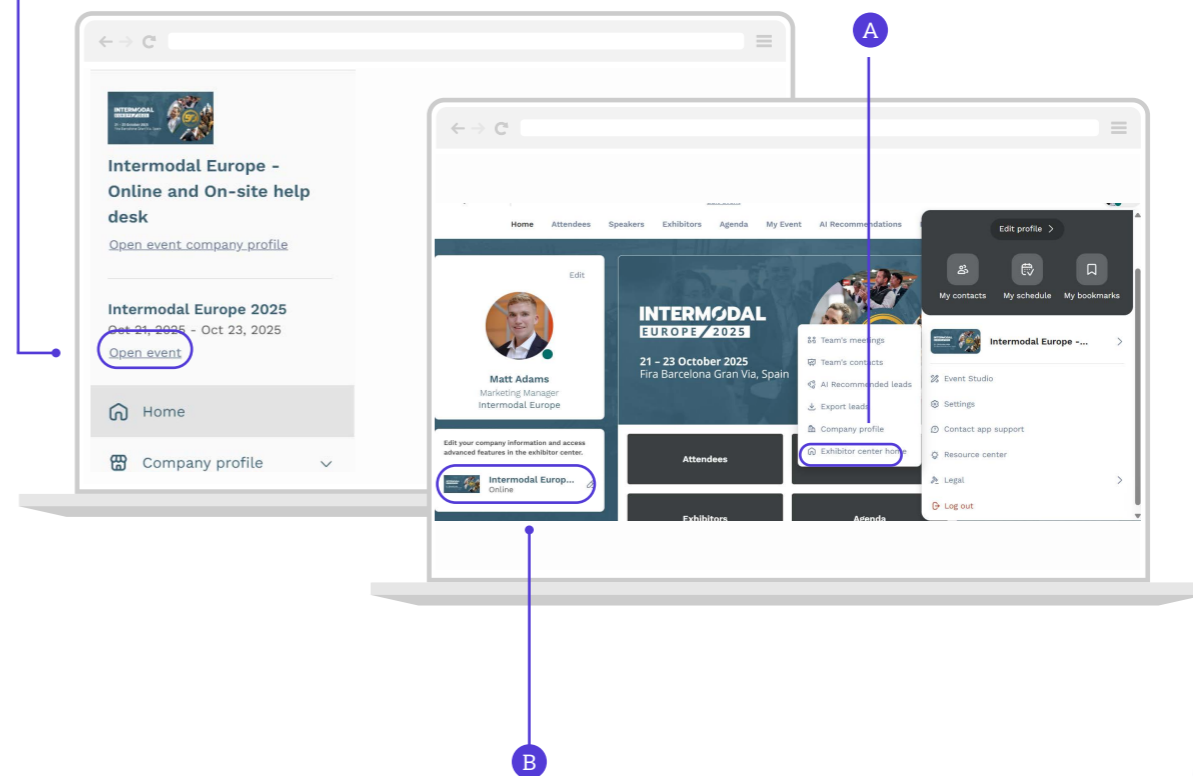 A
INTERMODAL
Intermodal Europe -
Online and On-site help
desk
Open event company profile
Intermodal Europe 2025
Oct 21, 2025 - Oct 23, 2025
Open event
Home
Company profile
Home Attendees Speakers Exhibitors Agenda My Event AI Recommendations
Edit
Matt Adams
Marketing Manager
Intermodal Europe
Edit your company information and access
advanced features in the exhibitor center.
Intermodal Europ...
Online
INTERMODAL
EUROPE 2025
21 – 23 October 2025
Fira Barcelona Gran Via, Spain
Attendees
Exhibitors
Agenda
Team's meetings
Team's contacts
AI Recommended leads
Export leads
Company profile
Exhibitor center home
Edit profile
My contacts My schedule My bookmarks
Intermodal Europe -...
Event Studio
Settings
Contact app support
Resource center
Legal
Log out
B